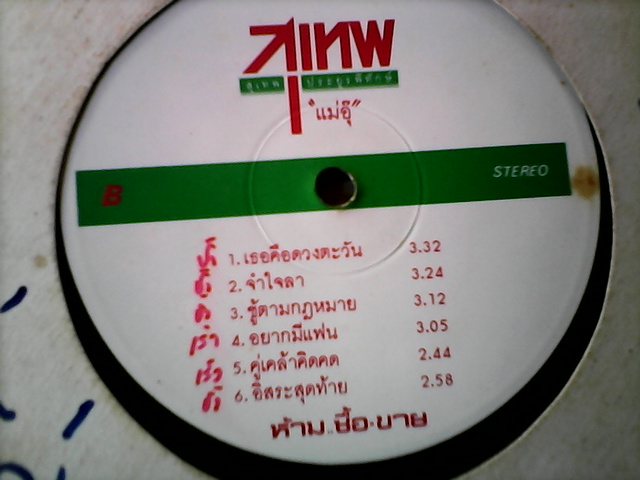 สุเทพ
สุเทพ ประยูรพิทักษ์
"แม่อุ๊"
B STEREO
1. เธอคือดวงตะวัน 3.32
2. จำใจลา 3.24
3. ชู้ตามกฎหมาย 3.12
4. อยากมีแฟน 3.05
5. คู่เคล้าคิดคด 2.44
6. อิสระสุดท้าย 2.58
ห้าม..ซื้อ-ขาย